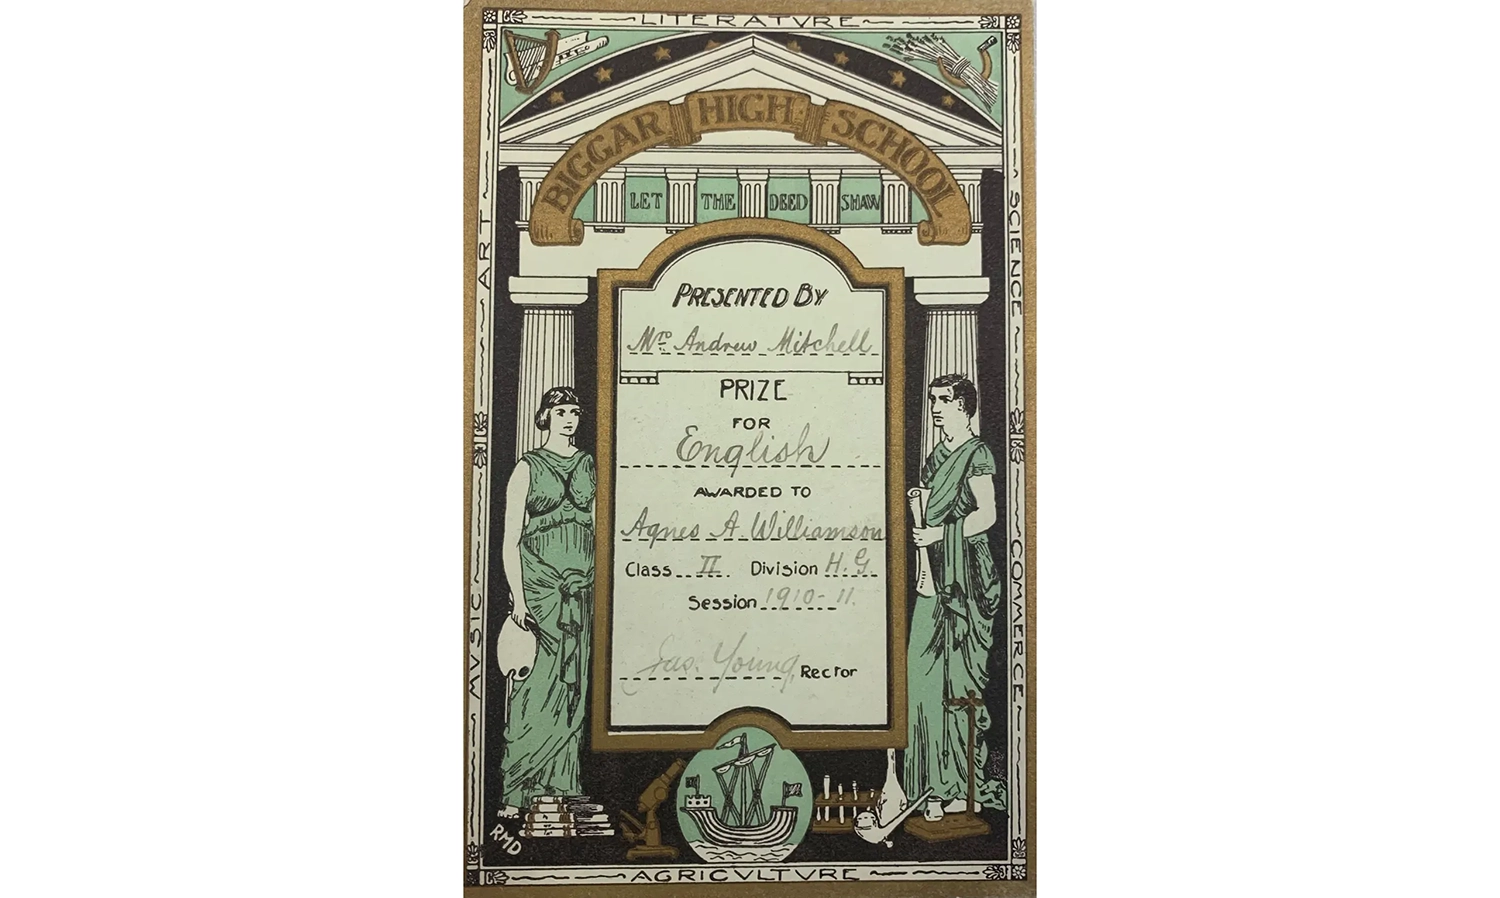 LITERATVRE
BIGGAR HIGH SCHOOL
LET THE DEED SHAW
ART
MVSIC
SCIENCE
COMMERCE
PRESENTED BY
Mrs Andrew Mitchell
PRIZE
FOR
English
AWARDED TO
Agnes A. Williamson
Class II. Division H.G.
Session 1910-11.
Jas. Young, Rector
RMD
AGRICVLTVRE